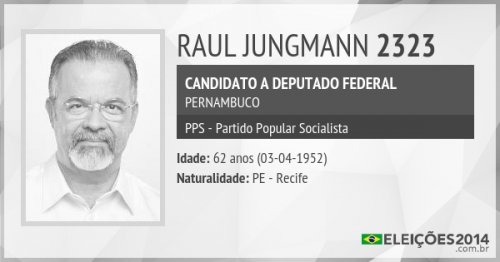 RAUL JUNGMANN 2323
CANDIDATO A DEPUTADO FEDERAL
PERNAMBUCO
PPS - Partido Popular Socialista
Idade: 62 anos (03-04-1952)
Naturalidade: PE - Recife
ELEIÇÕES2014
.com.br